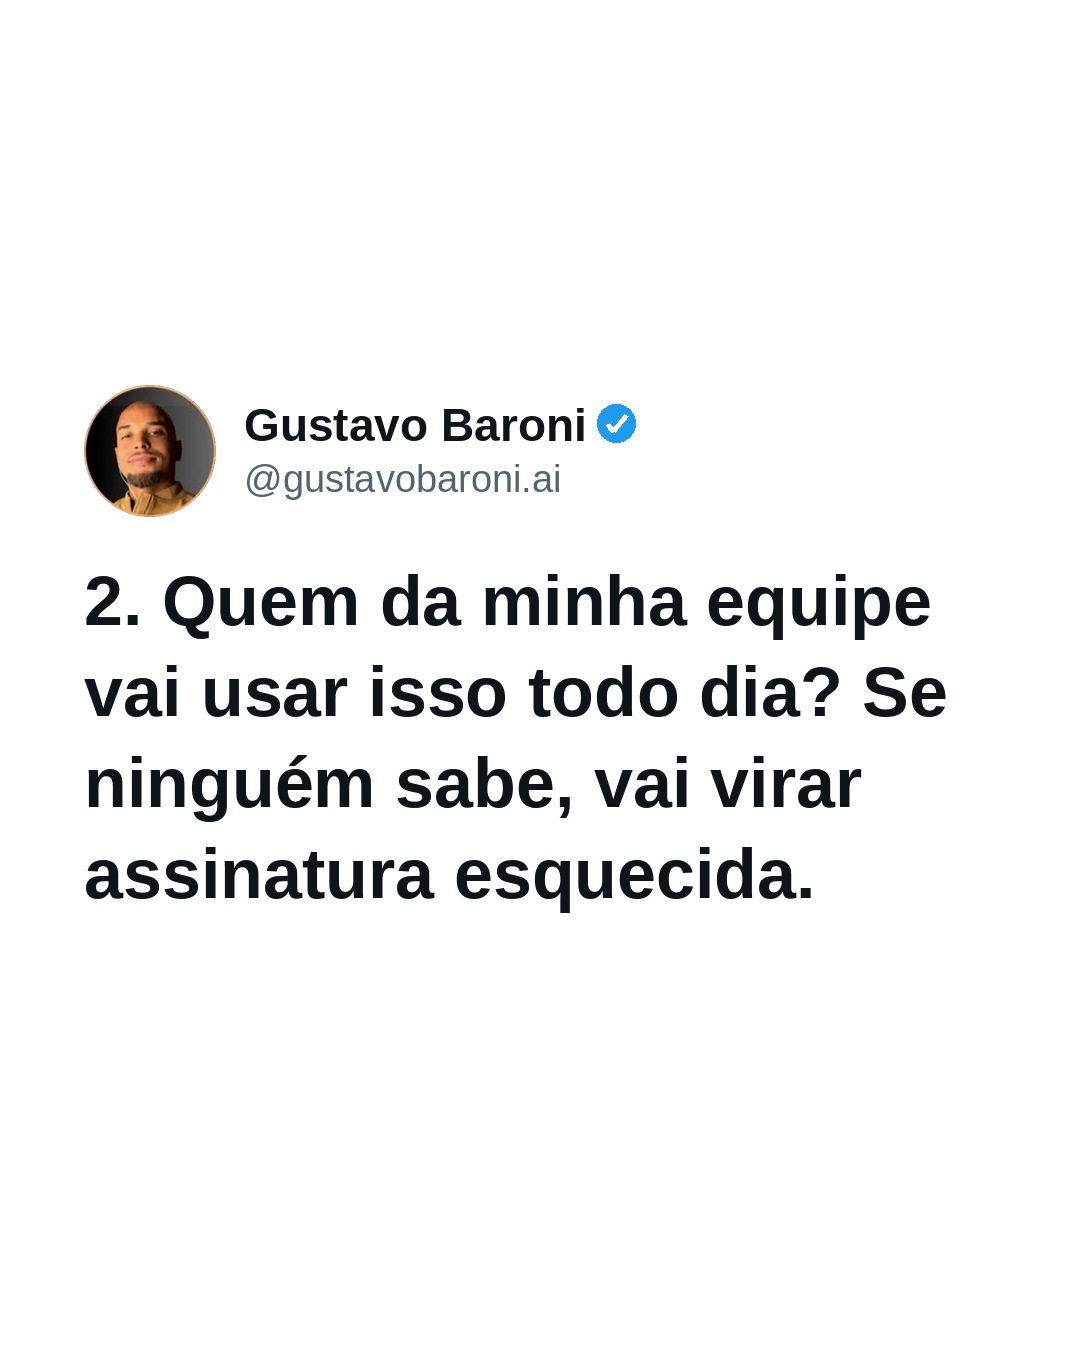 Gustavo Baroni
@gustavobaroni.ai
2. Quem da minha equipe
vai usar isso todo dia? Se
ninguém sabe, vai virar
assinatura esquecida.